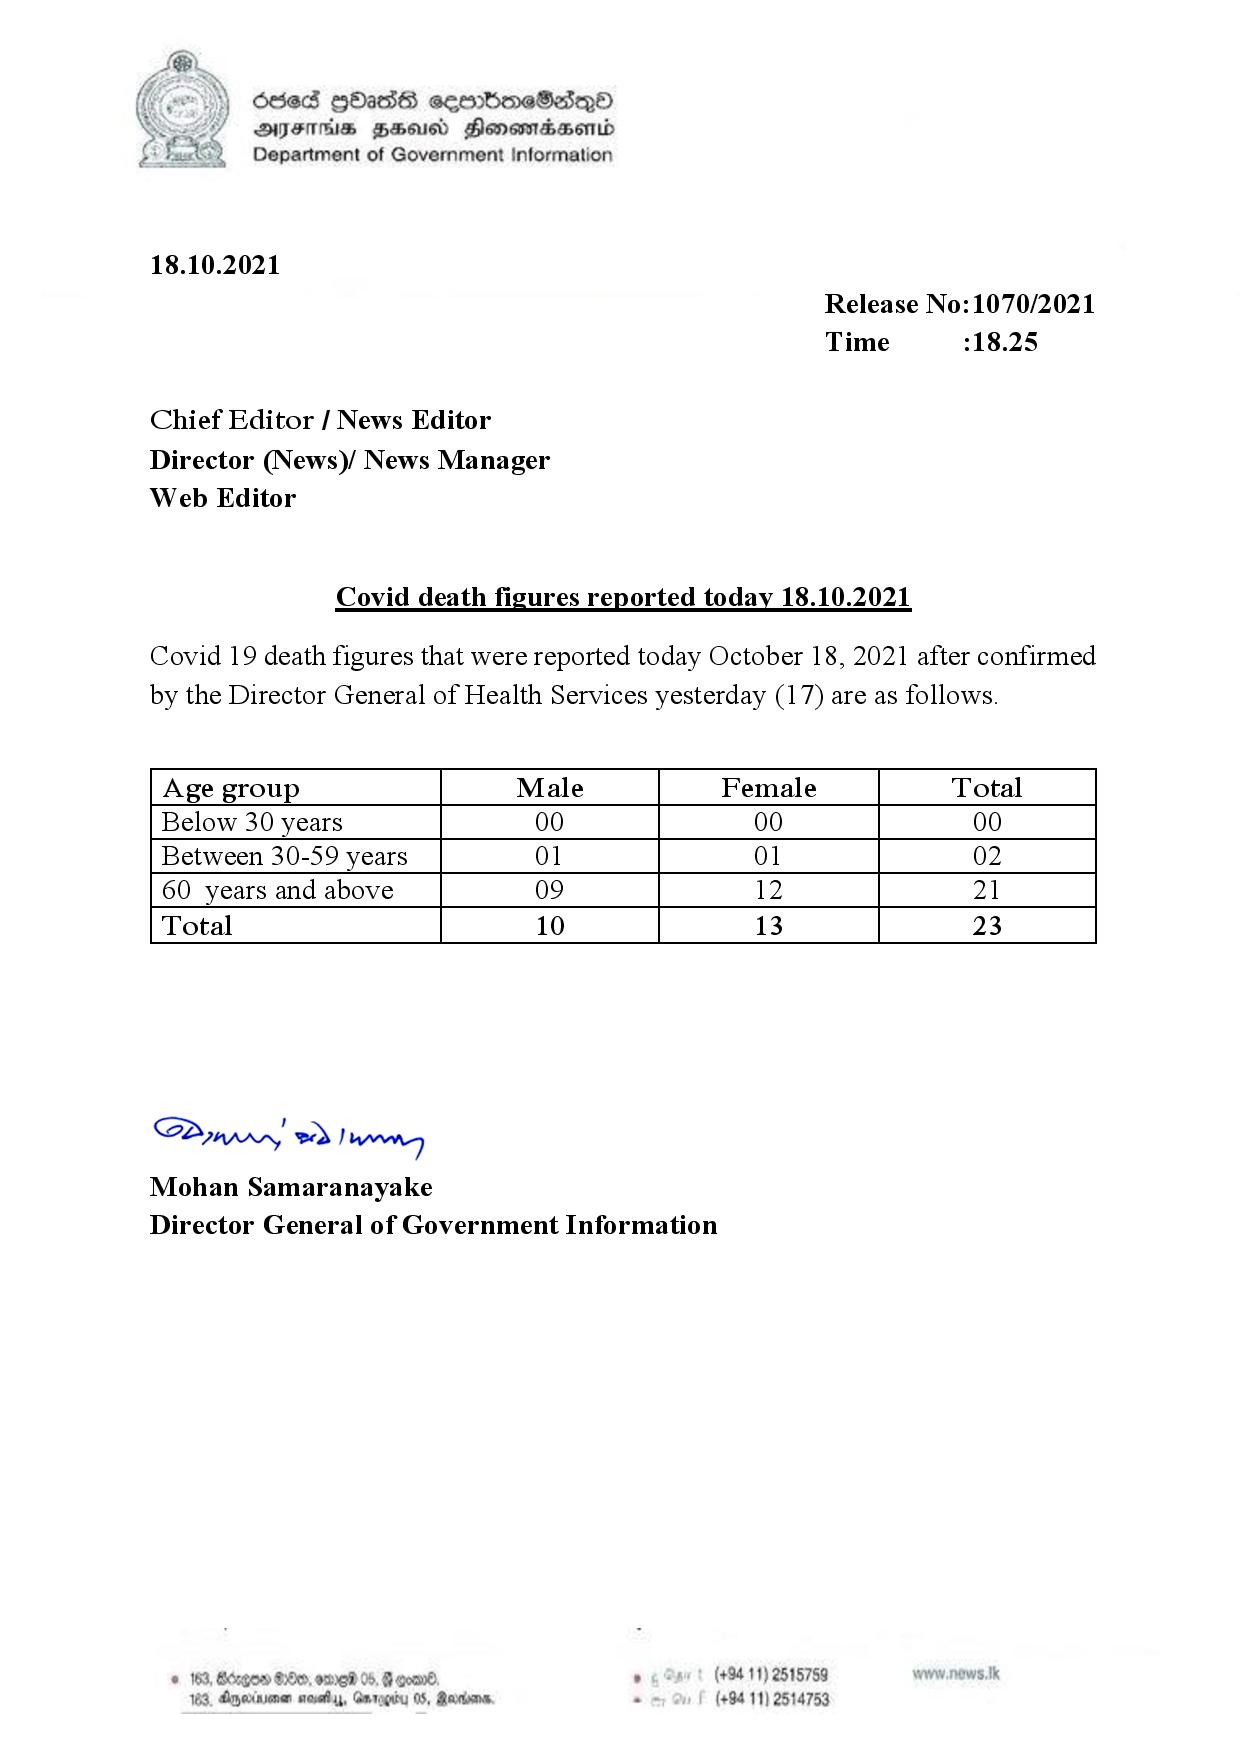 රජයේ ප්‍රවෘත්ති දෙපාර්තමේන්තුව
அரசாங்க தகவல் திணைக்களம்
Department of Government Information
18.10.2021
Release No:1070/2021
Time :18.25
Chief Editor / News Editor
Director (News)/ News Manager
Web Editor
Covid death figures reported today 18.10.2021
Covid 19 death figures that were reported today October 18, 2021 after confirmed
by the Director General of Health Services yesterday (17) are as follows.
Age group Male Female Total
Below 30 years 00 00 00
Between 30-59 years 01 01 02
60 years and above 09 12 21
Total 10 13 23
Mohan Samaranayake
Director General of Government Information
163, කිරුලපන මාවත, කොළඹ 05, ශ්‍රී ලංකාව.
163, கிருலப்பனை எவனியூ, கொழும்பு 05, இலங்கை.
(+94 11) 2515759
(+94 11) 2514753
www.news.lk